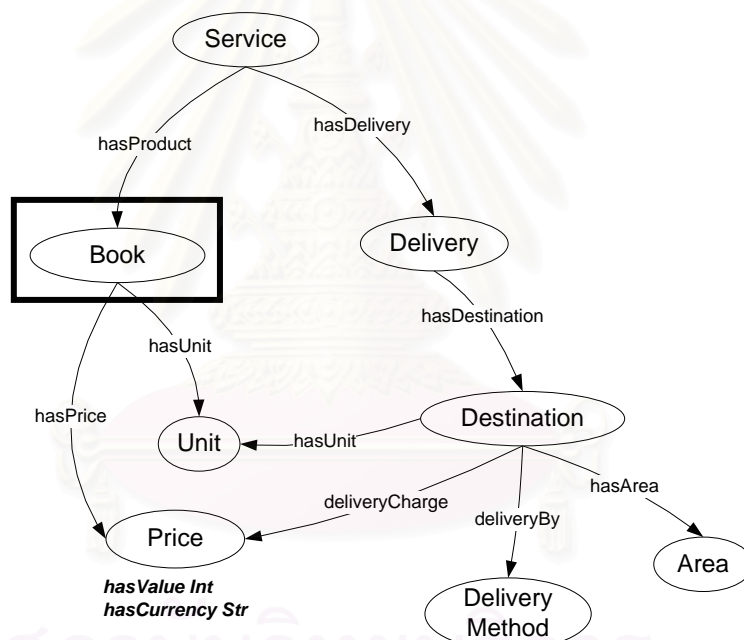 Service
hasDelivery
hasProduct
Book
Delivery
hasDestination
hasUnit
hasPrice
Destination
Unit
hasUnit
hasArea
deliveryCharge
deliveryBy
Price
Area
hasValue Int
hasCurrency Str
Delivery
Method